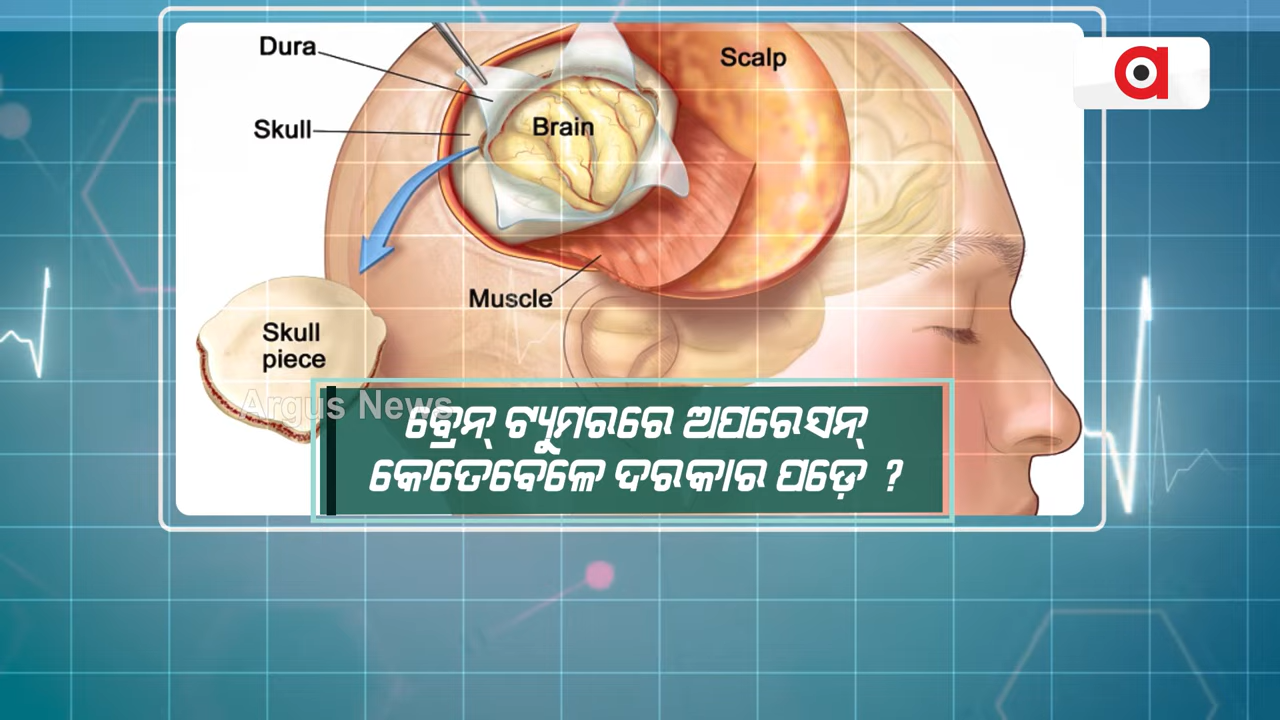 Dura
Scalp
Skull
Brain
Muscle
Skull
piece
Argus News
ବ୍ରେନ୍ ଟ୍ୟୁମରରେ ଅପରେସନ୍
କେତେବେଳେ ଦରକାର ପଡ଼େ ?
a